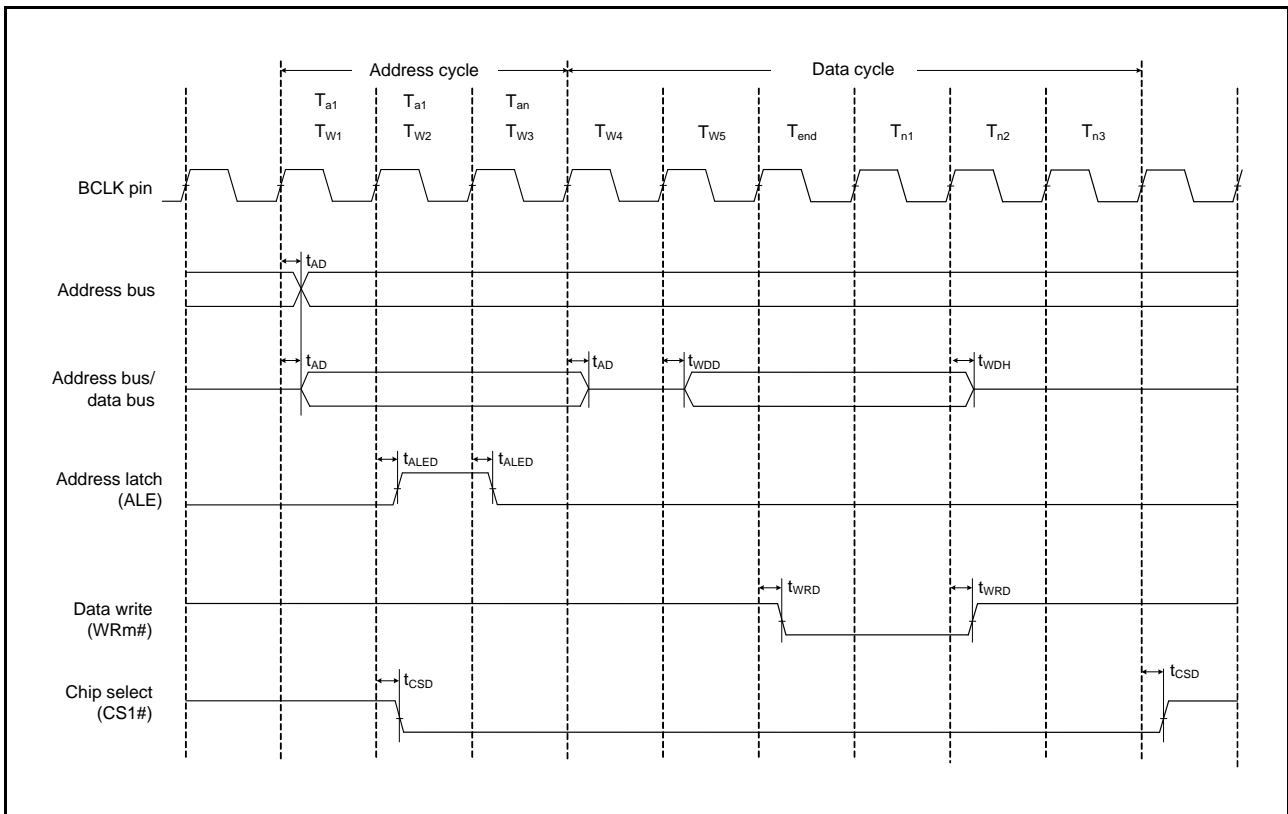 Address cycle Data cycle
Ta1 Ta1 Tan
TW1 TW2 TW3 TW4 TW5 Tend Tn1 Tn2 Tn3
BCLK pin
tAD
Address bus
tAD tAD tWDD tWDH
Address bus/
data bus
tALED tALED
Address latch
(ALE)
tWRD tWRD
Data write
(WRm#)
tCSD tCSD
Chip select
(CS1#)